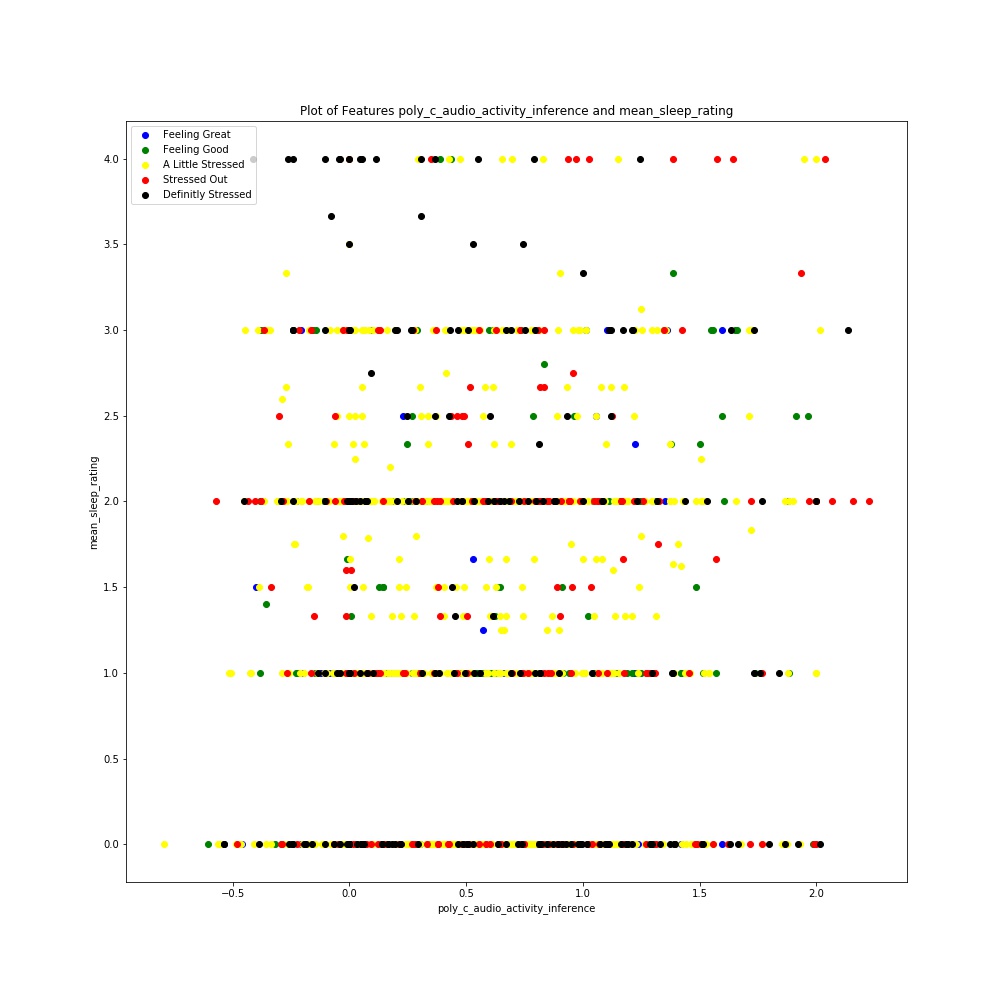 Plot of Features poly_c_audio_activity_inference and mean_sleep_rating
Feeling Great
Feeling Good
A Little Stressed
Stressed Out
Definitly Stressed
4.0
3.5
3.0
2.5
2.0
1.5
1.0
0.5
0.0
mean_sleep_rating
−0.5 0.0 0.5 1.0 1.5 2.0
poly_c_audio_activity_inference